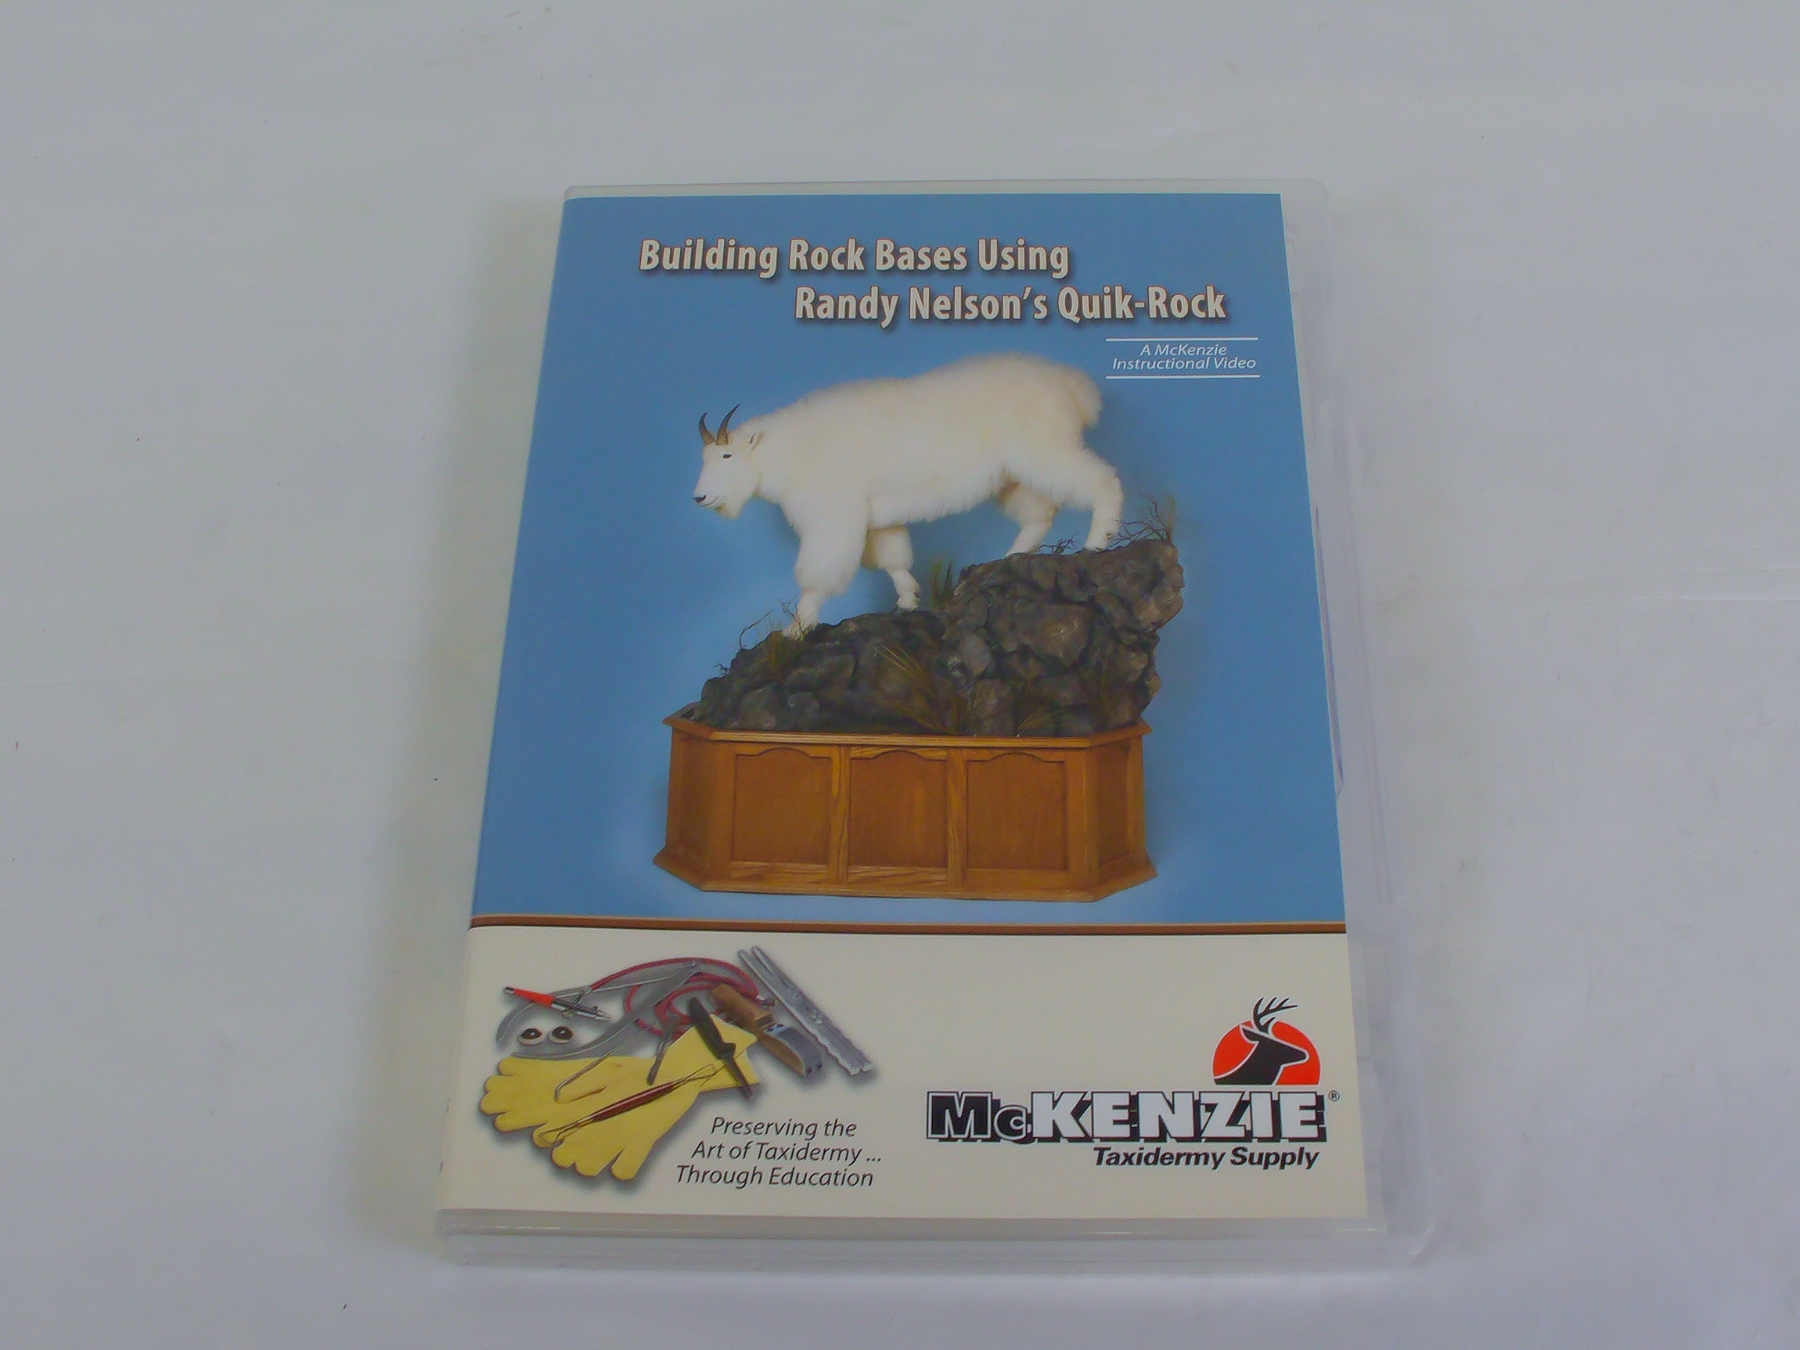 Building Rock Bases Using
Randy Nelson's Quik-Rock
A McKenzie
Instructional Video
Preserving the
Art of Taxidermy ...
Through Education
McKENZIE®
Taxidermy Supply